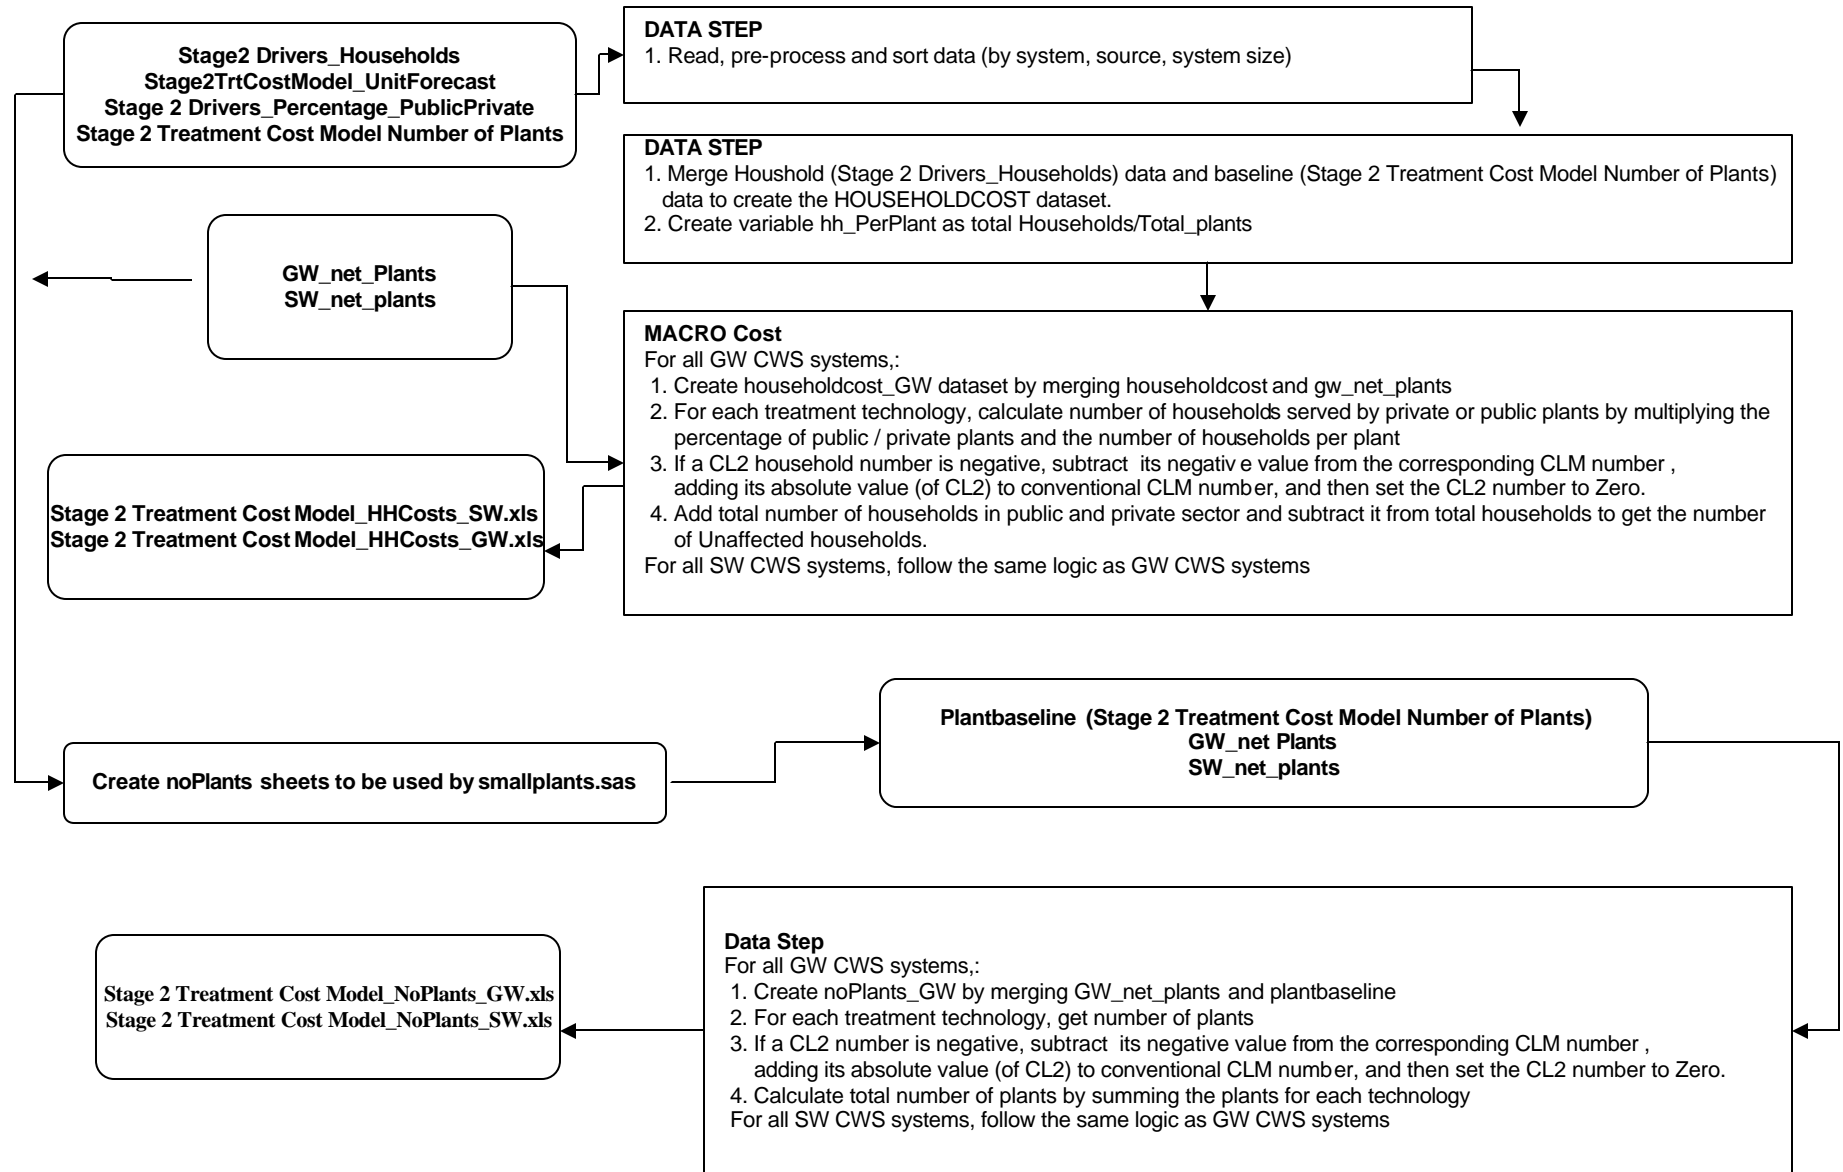 Stage2 Drivers_Households
Stage2TrtCostModel_UnitForecast
Stage 2 Drivers_Percentage_PublicPrivate
Stage 2 Treatment Cost Model Number of Plants
DATA STEP
1. Read, pre-process and sort data (by system, source, system size)
DATA STEP
1. Merge Houshold (Stage 2 Drivers_Households) data and baseline (Stage 2 Treatment Cost Model Number of Plants)
data to create the HOUSEHOLDCOST dataset.
2. Create variable hh_PerPlant as total Households/Total_plants
GW_net_Plants
SW_net_plants
MACRO Cost
For all GW CWS systems,:
1. Create householdcost_GW dataset by merging householdcost and gw_net_plants
2. For each treatment technology, calculate number of households served by private or public plants by multiplying the
percentage of public / private plants and the number of households per plant
3. If a CL2 household number is negative, subtract its negativ e value from the corresponding CLM number ,
adding its absolute value (of CL2) to conventional CLM number, and then set the CL2 number to Zero.
4. Add total number of households in public and private sector and subtract it from total households to get the number
of Unaffected households.
For all SW CWS systems, follow the same logic as GW CWS systems
Stage 2 Treatment Cost Model_HHCosts_SW.xls
Stage 2 Treatment Cost Model_HHCosts_GW.xls
Plantbaseline (Stage 2 Treatment Cost Model Number of Plants)
GW_net Plants
SW_net_plants
Create noPlants sheets to be used by smallplants.sas
Data Step
For all GW CWS systems,:
1. Create noPlants_GW by merging GW_net_plants and plantbaseline
2. For each treatment technology, get number of plants
3. If a CL2 number is negative, subtract its negative value from the corresponding CLM number ,
adding its absolute value (of CL2) to conventional CLM number, and then set the CL2 number to Zero.
4. Calculate total number of plants by summing the plants for each technology
For all SW CWS systems, follow the same logic as GW CWS systems
Stage 2 Treatment Cost Model_NoPlants_GW.xls
Stage 2 Treatment Cost Model_NoPlants_SW.xls